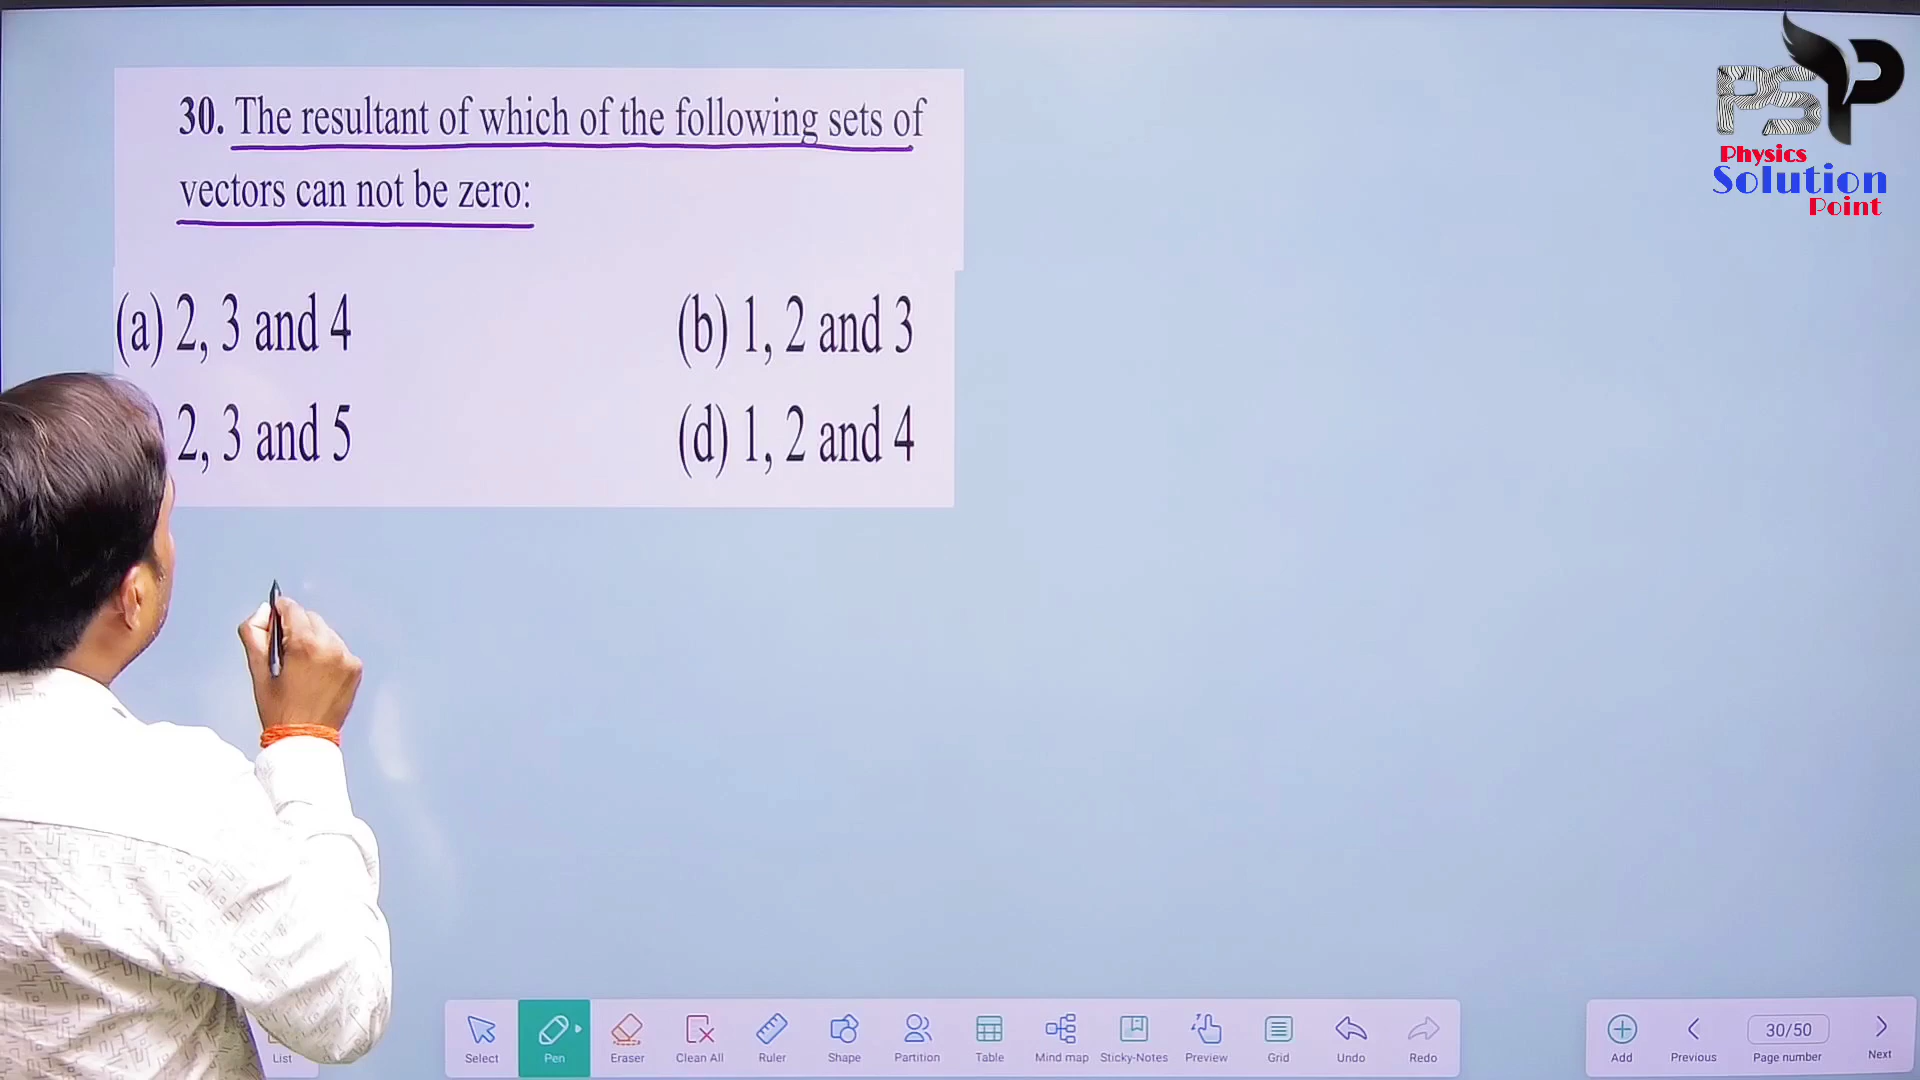 30. The resultant of which of the following sets of
vectors can not be zero:
(a) 2, 3 and 4
(b) 1, 2 and 3
2, 3 and 5
(d) 1, 2 and 4
PSP
Physics
Solution
Point
List
Select
Pen
Eraser
Clean All
Ruler
Shape
Partition
Table
Mind map
Sticky-Notes
Preview
Grid
Undo
Redo
Add
Previous
30/50
Page number
Next